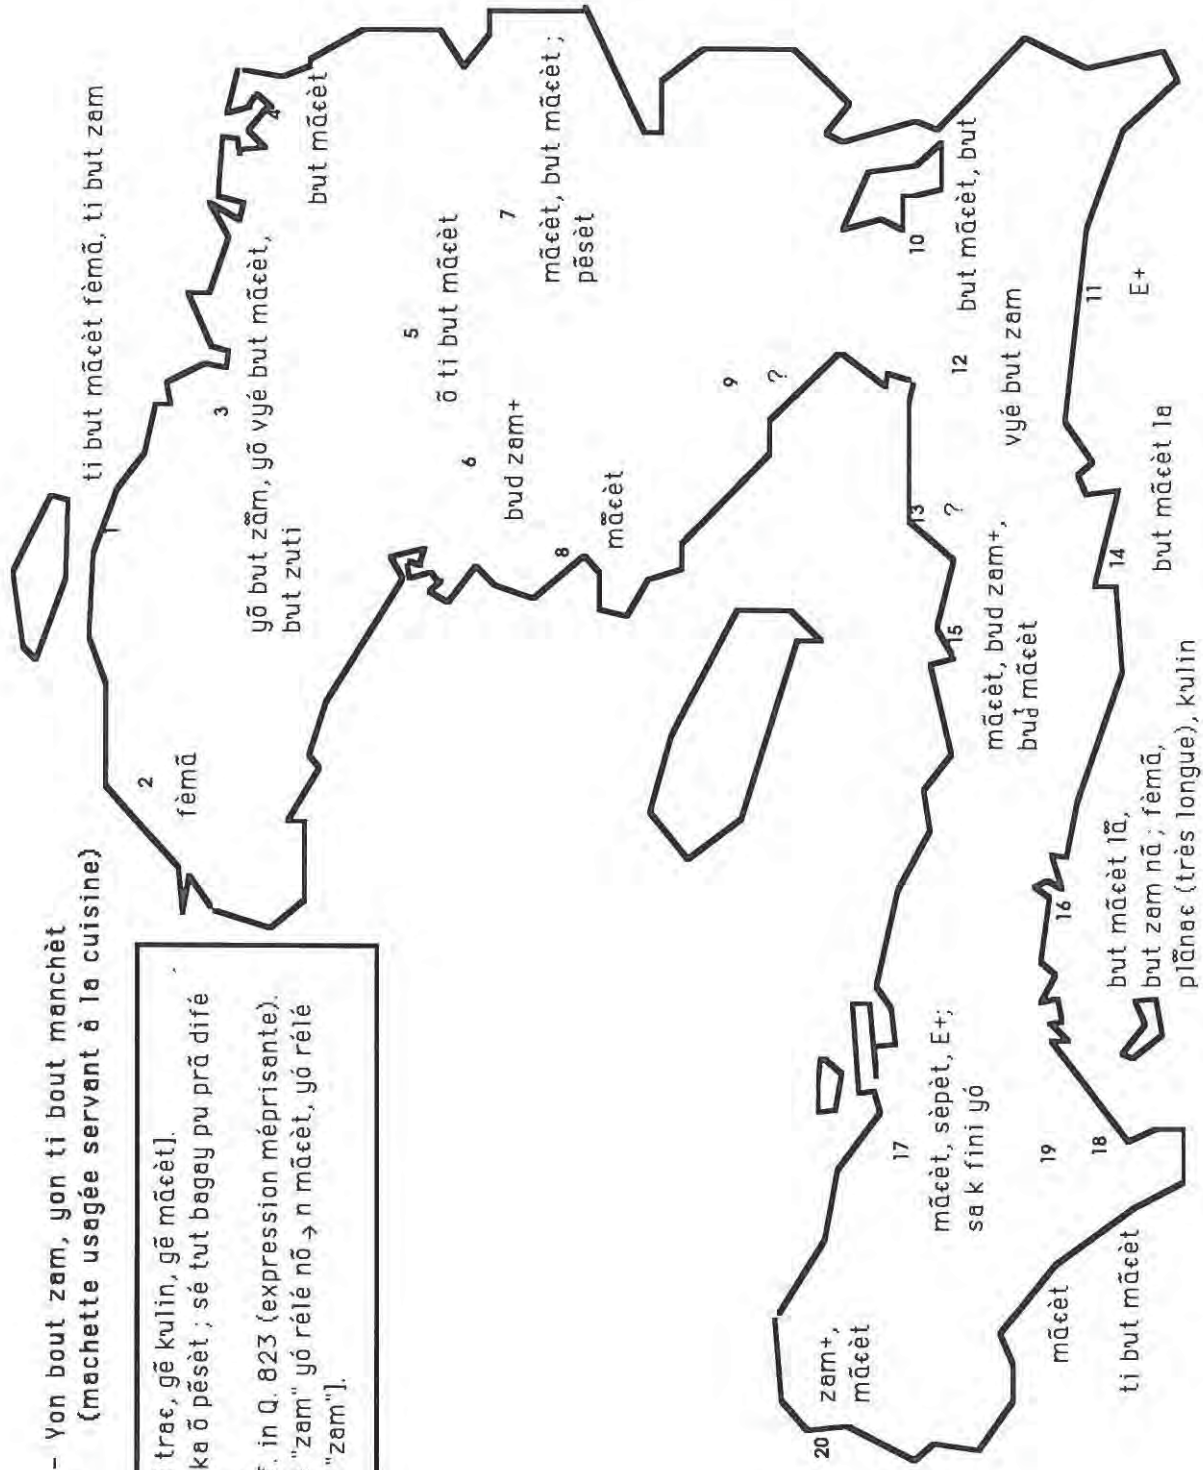 – Yon bout zam, yon ti bout manchèt
(machette usagée servant à la cuisine)
traɛ, gẽ kulin, gẽ mãɛèt].
ka õ pẽsèt ; sé tut bagay pu prã difé
. in Q. 823 (expression méprisante).
"zam" yó rélé nõ → n mãɛèt, yó rélé
"zam"].
1
ti but mãɛèt fèmã, ti but zam
2
fèmã
3
yõ but zãm, yõ vyé but mãɛèt,
but zuti
4
but mãɛèt
5
õ ti but mãɛèt
6
bud zam+
7
mãɛèt, but mãɛèt ;
pẽsèt
8
mãɛèt
9
?
10
but mãɛèt, but
11
E+
12
vyé but zam
13
?
14
but mãɛèt la
15
mãɛèt, bud zam+,
budᵗ mãɛèt
16
but mãɛèt lã,
but zam nã ; fèmã,
plãnaɛ (très longue), kulin
17
mãɛèt, sèpèt, E+;
sa k fini yó
18
ti but mãɛèt
19
mãɛèt
20
zam+,
mãɛèt